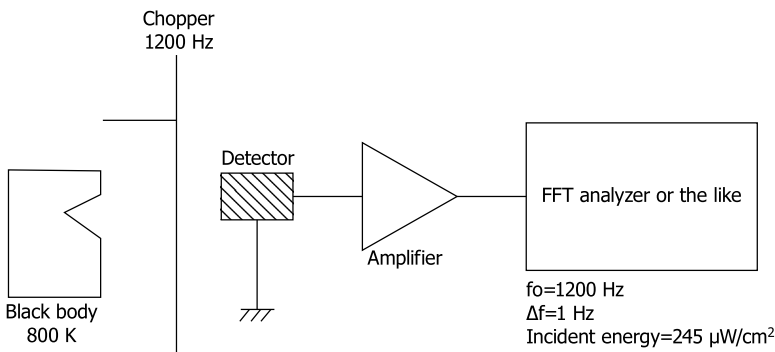 Chopper
1200 Hz
Detector
FFT analyzer or the like
Amplifier
Black body
800 K
fo=1200 Hz
Δf=1 Hz
Incident energy=245 μW/cm²